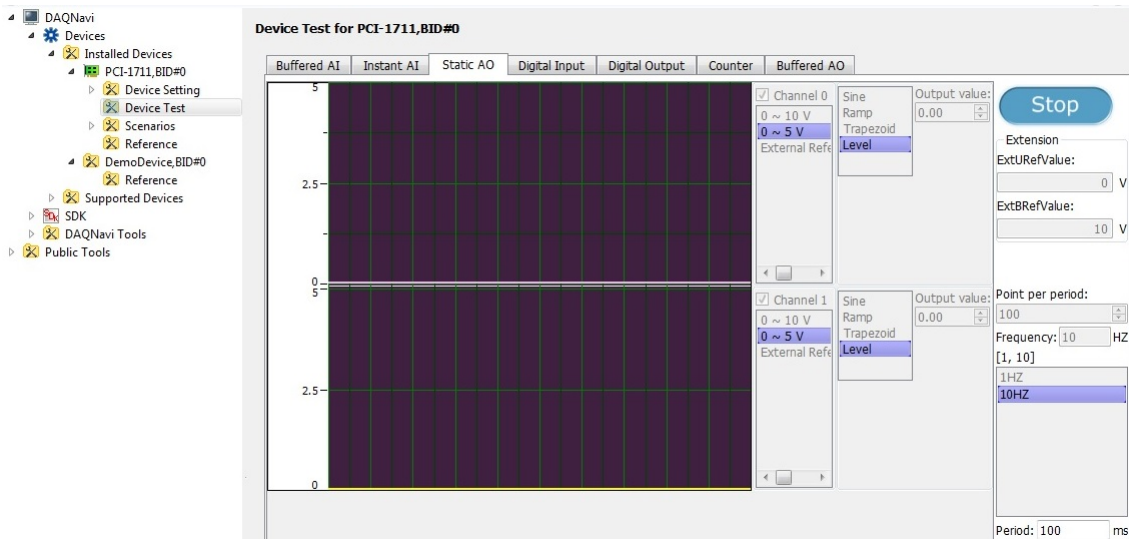 DAQNavi
Devices
Installed Devices
PCI-1711,BID#0
Device Setting
Device Test
Scenarios
Reference
DemoDevice,BID#0
Reference
Supported Devices
SDK
DAQNavi Tools
Public Tools
Device Test for PCI-1711,BID#0
Buffered AI Instant AI Static AO Digital Input Digital Output Counter Buffered AO
5
2.5
0
5
2.5
0
Channel 0
0 ~ 10 V
0 ~ 5 V
External Refe
Sine
Ramp
Trapezoid
Level
Output value:
0.00
Channel 1
0 ~ 10 V
0 ~ 5 V
External Refe
Sine
Ramp
Trapezoid
Level
Output value:
0.00
Stop
Extension
ExtURefValue:
0 V
ExtBRefValue:
10 V
Point per period:
100
Frequency: 10 HZ
[1, 10]
1HZ
10HZ
Period: 100 ms